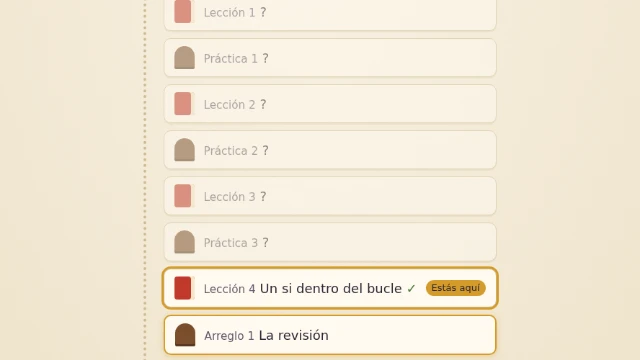 Lección 1 ?
Práctica 1 ?
Lección 2 ?
Práctica 2 ?
Lección 3 ?
Práctica 3 ?
Lección 4 Un si dentro del bucle ✓ Estás aquí
Arreglo 1 La revisión